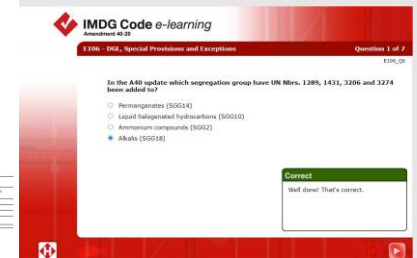 IMDG Code e-learning
Amendment 40-20
E106 - DGL, Special Provisions and Exceptions Question 1 of 7
E106_Q6
In the A40 update which segregation group have UN Nbrs. 1289, 1431, 3206 and 3274
been added to?
Permanganates (SGG14)
Liquid halogenated hydrocarbons (SGG10)
Ammonium compounds (SGG2)
Alkalis (SGG18)
Correct
Well done! That's correct.